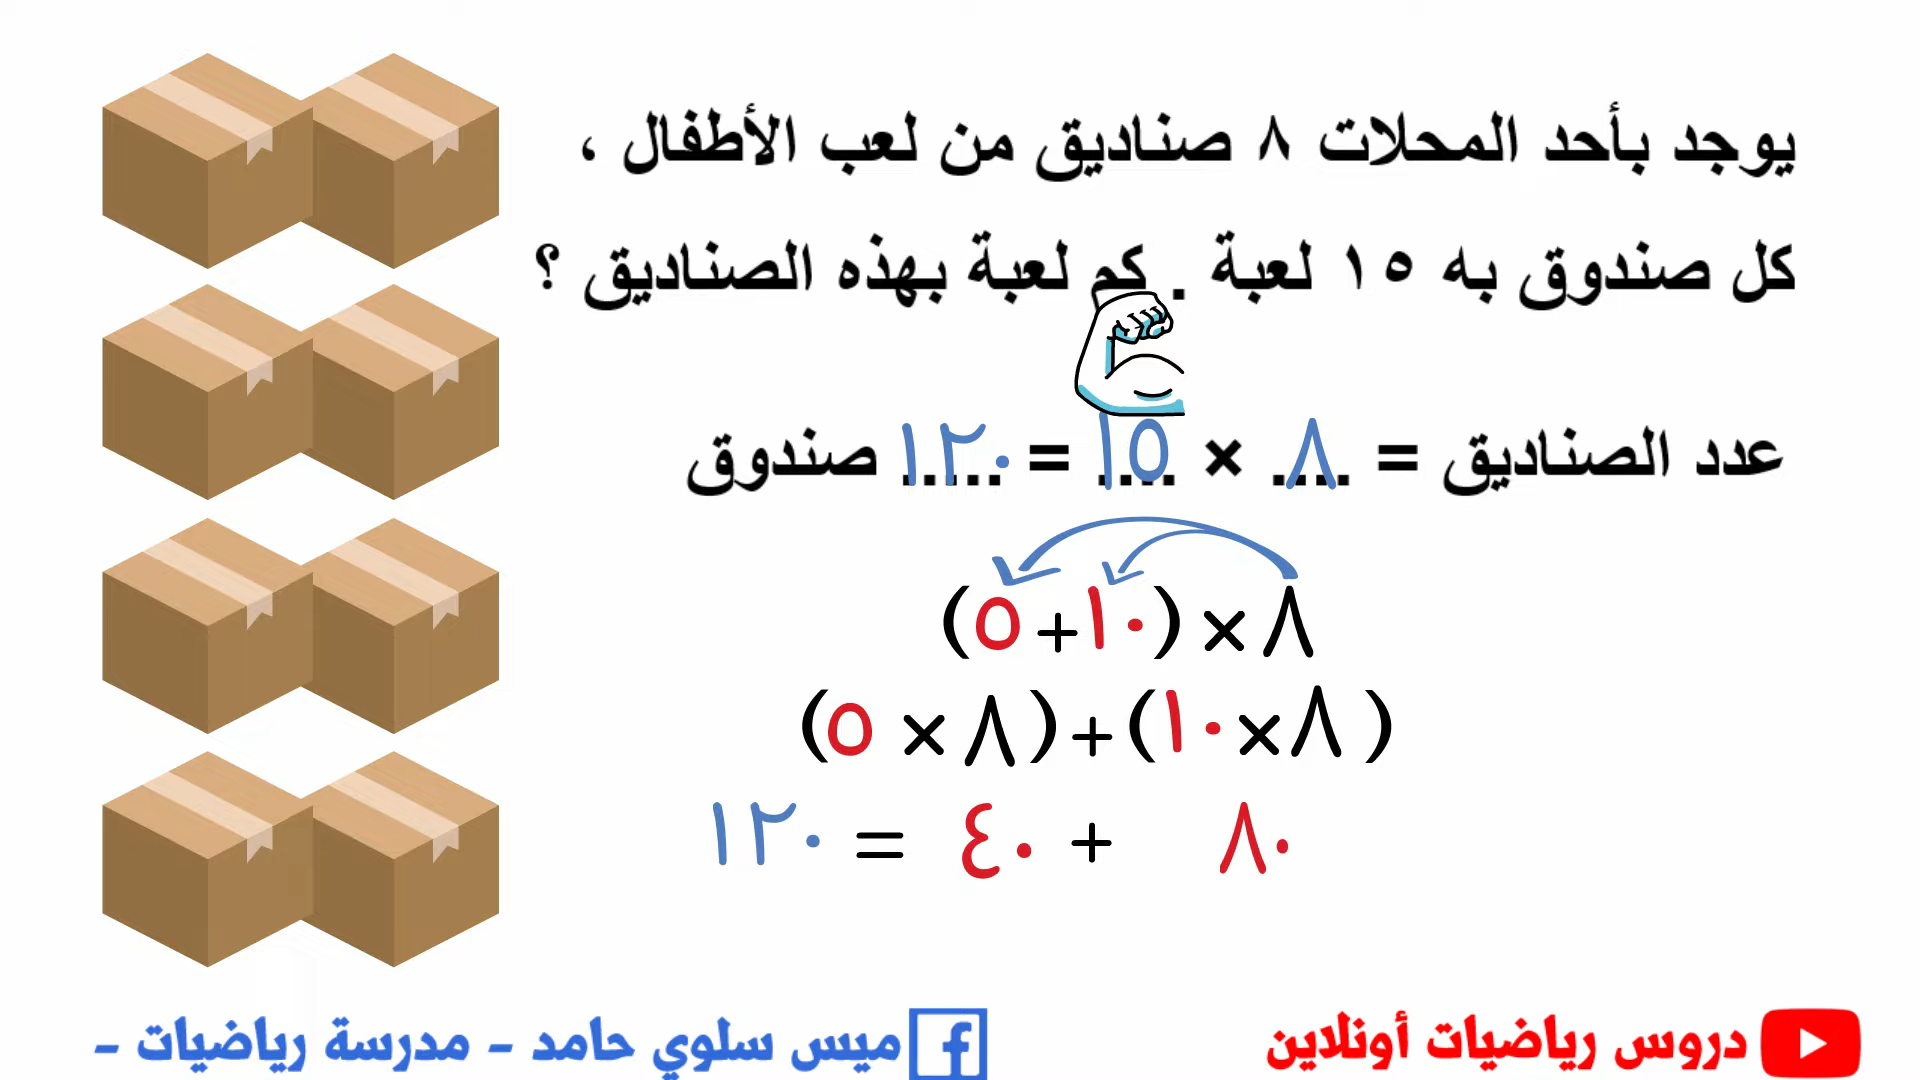 يوجد بأحد المحلات ٨ صناديق من لعب الأطفال ،
كل صندوق به ١٥ لعبة . كم لعبة بهذه الصناديق ؟
عدد الصناديق = ٨ × ١٥ = ١٢٠ صندوق
٨ × (١٠ + ٥)
(٨ × ١٠) + (٨ × ٥)
٨٠ + ٤٠ = ١٢٠
دروس رياضيات أونلاين
ميس سلوي حامد - مدرسة رياضيات -